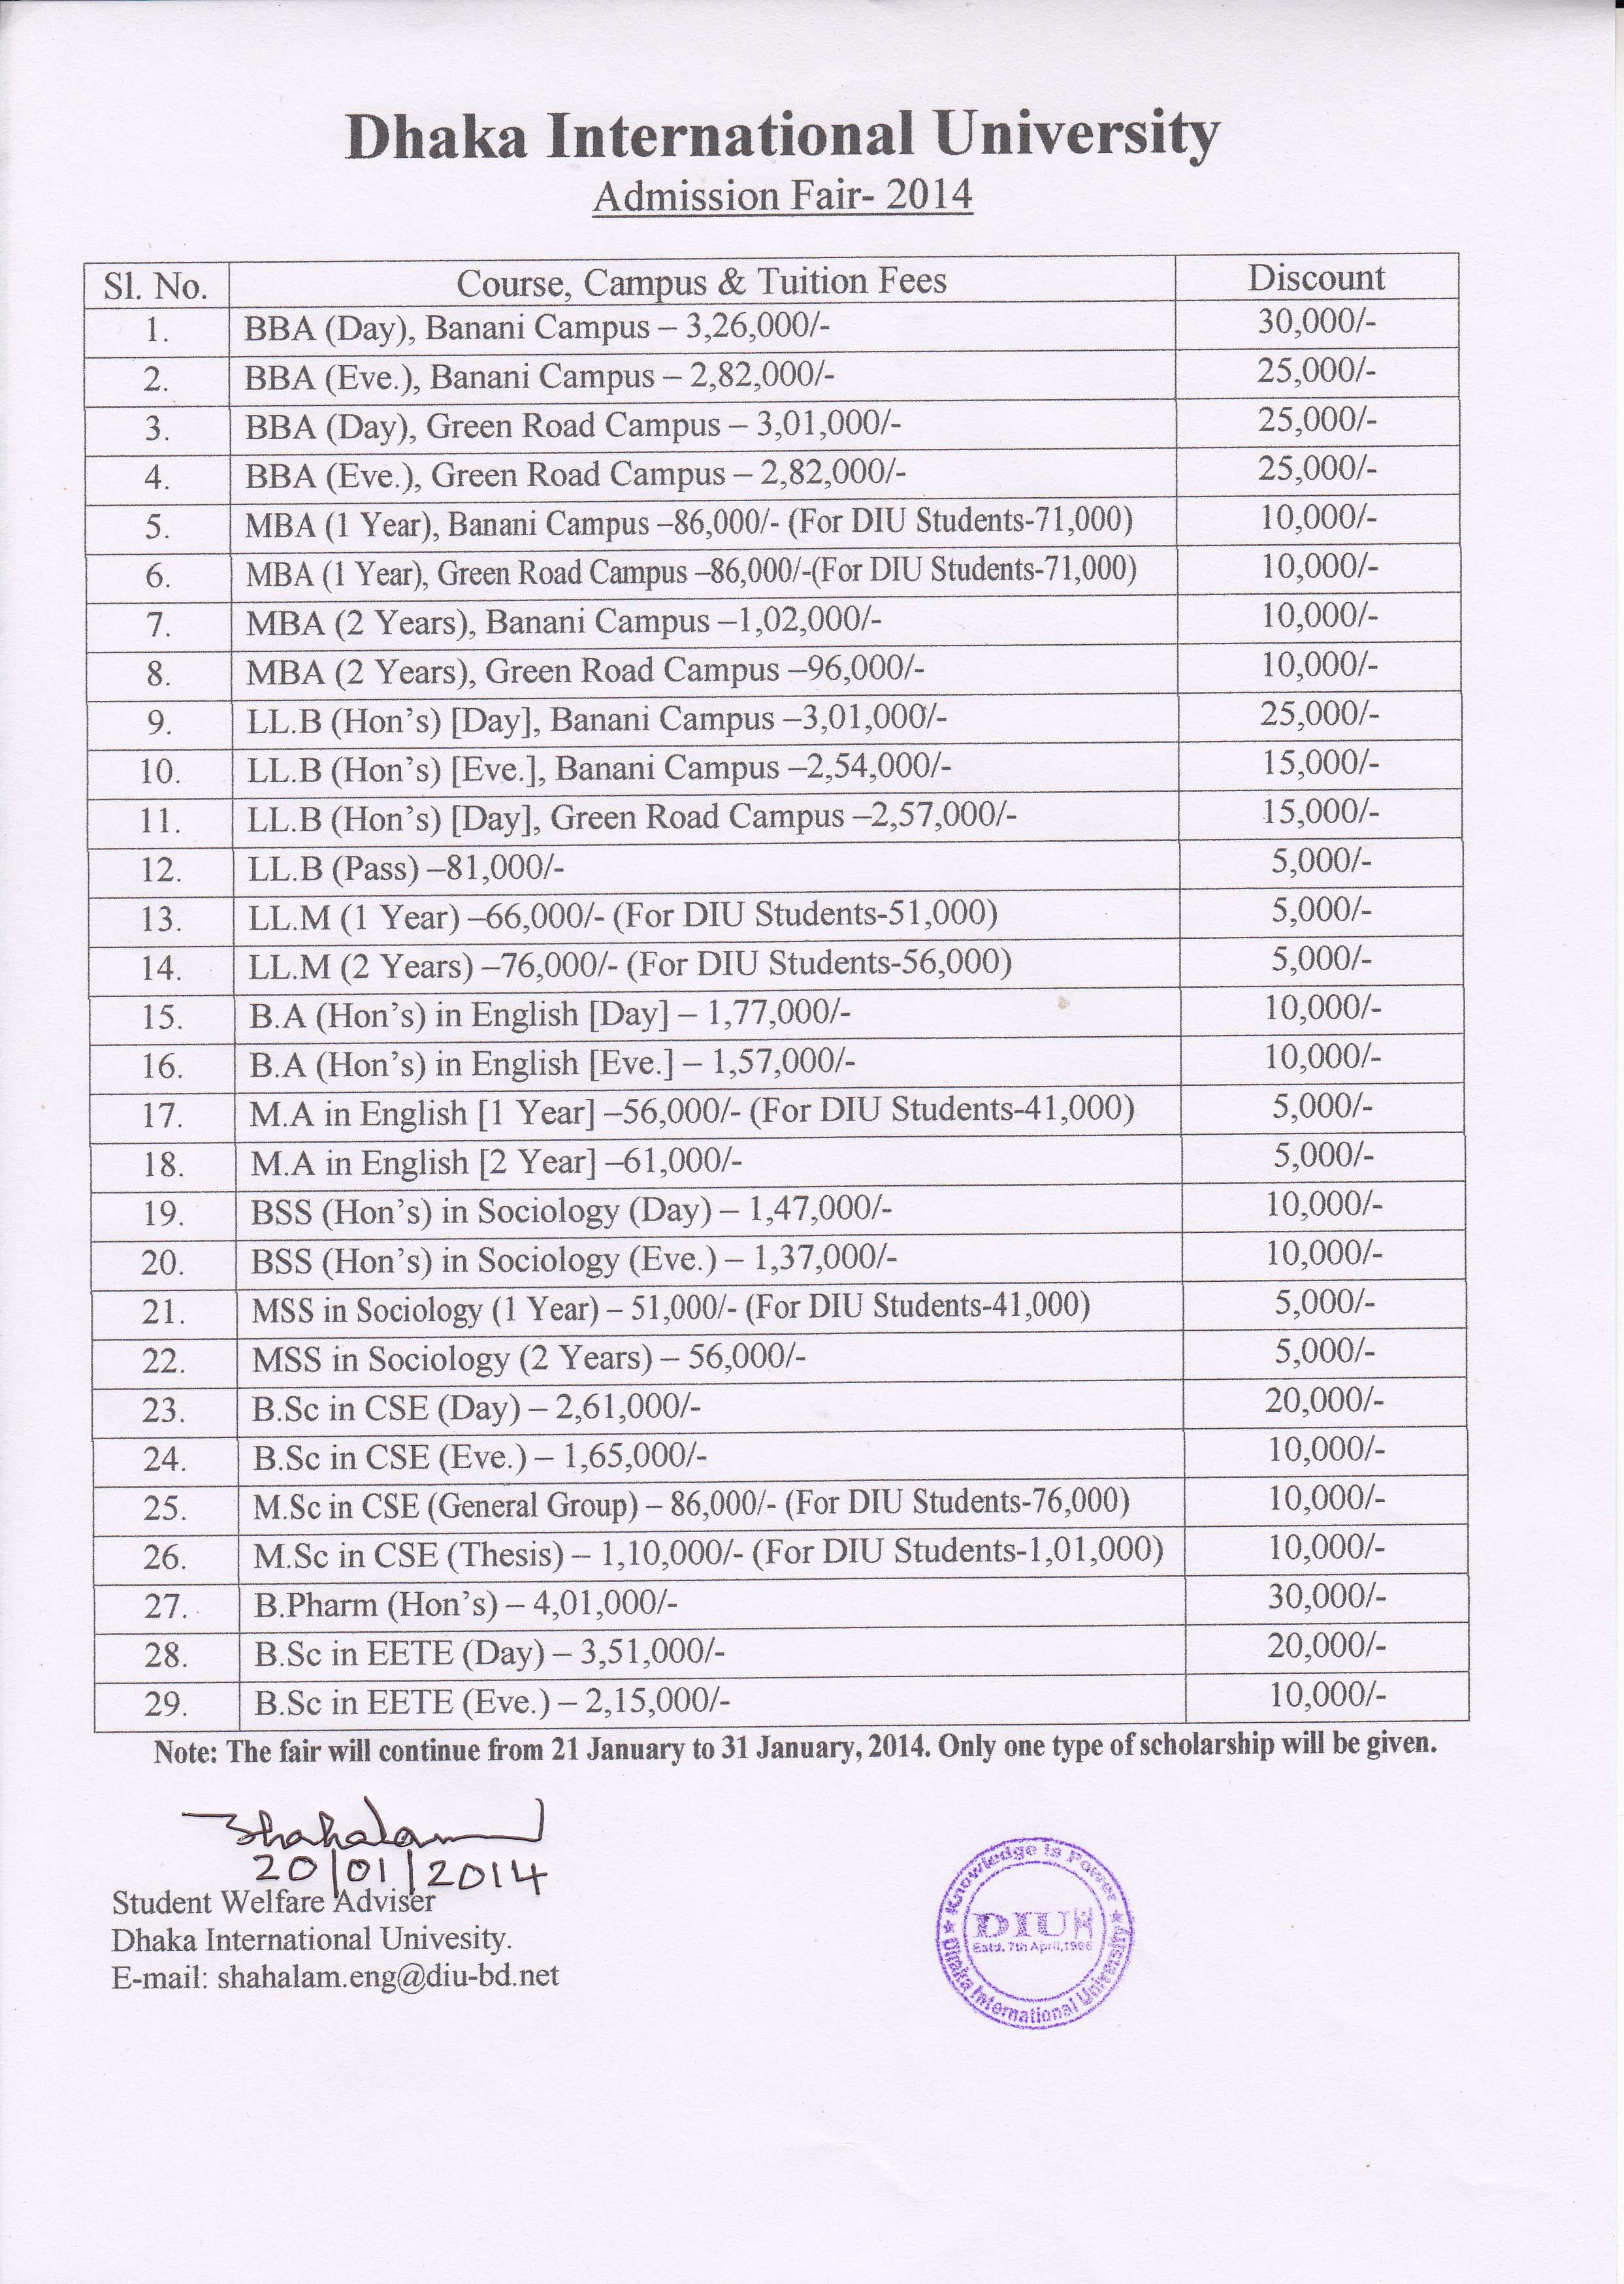 Dhaka International University
Admission Fair- 2014
Sl. No. Course, Campus & Tuition Fees Discount
1. BBA (Day), Banani Campus – 3,26,000/- 30,000/-
2. BBA (Eve.), Banani Campus – 2,82,000/- 25,000/-
3. BBA (Day), Green Road Campus – 3,01,000/- 25,000/-
4. BBA (Eve.), Green Road Campus – 2,82,000/- 25,000/-
5. MBA (1 Year), Banani Campus –86,000/- (For DIU Students-71,000) 10,000/-
6. MBA (1 Year), Green Road Campus –86,000/-(For DIU Students-71,000) 10,000/-
7. MBA (2 Years), Banani Campus –1,02,000/- 10,000/-
8. MBA (2 Years), Green Road Campus –96,000/- 10,000/-
9. LL.B (Hon’s) [Day], Banani Campus –3,01,000/- 25,000/-
10. LL.B (Hon’s) [Eve.], Banani Campus –2,54,000/- 15,000/-
11. LL.B (Hon’s) [Day], Green Road Campus –2,57,000/- 15,000/-
12. LL.B (Pass) –81,000/- 5,000/-
13. LL.M (1 Year) –66,000/- (For DIU Students-51,000) 5,000/-
14. LL.M (2 Years) –76,000/- (For DIU Students-56,000) 5,000/-
15. B.A (Hon’s) in English [Day] – 1,77,000/- 10,000/-
16. B.A (Hon’s) in English [Eve.] – 1,57,000/- 10,000/-
17. M.A in English [1 Year] –56,000/- (For DIU Students-41,000) 5,000/-
18. M.A in English [2 Year] –61,000/- 5,000/-
19. BSS (Hon’s) in Sociology (Day) – 1,47,000/- 10,000/-
20. BSS (Hon’s) in Sociology (Eve.) – 1,37,000/- 10,000/-
21. MSS in Sociology (1 Year) – 51,000/- (For DIU Students-41,000) 5,000/-
22. MSS in Sociology (2 Years) – 56,000/- 5,000/-
23. B.Sc in CSE (Day) – 2,61,000/- 20,000/-
24. B.Sc in CSE (Eve.) – 1,65,000/- 10,000/-
25. M.Sc in CSE (General Group) – 86,000/- (For DIU Students-76,000) 10,000/-
26. M.Sc in CSE (Thesis) – 1,10,000/- (For DIU Students-1,01,000) 10,000/-
27. B.Pharm (Hon’s) – 4,01,000/- 30,000/-
28. B.Sc in EETE (Day) – 3,51,000/- 20,000/-
29. B.Sc in EETE (Eve.) – 2,15,000/- 10,000/-
Note: The fair will continue from 21 January to 31 January, 2014. Only one type of scholarship will be given.
Shahalam
20/01/2014
Student Welfare Adviser
Dhaka International Univesity.
E-mail: shahalam.eng@diu-bd.net
Knowledge is Power
DIU
Estd. 7th April,1995
Dhaka International University